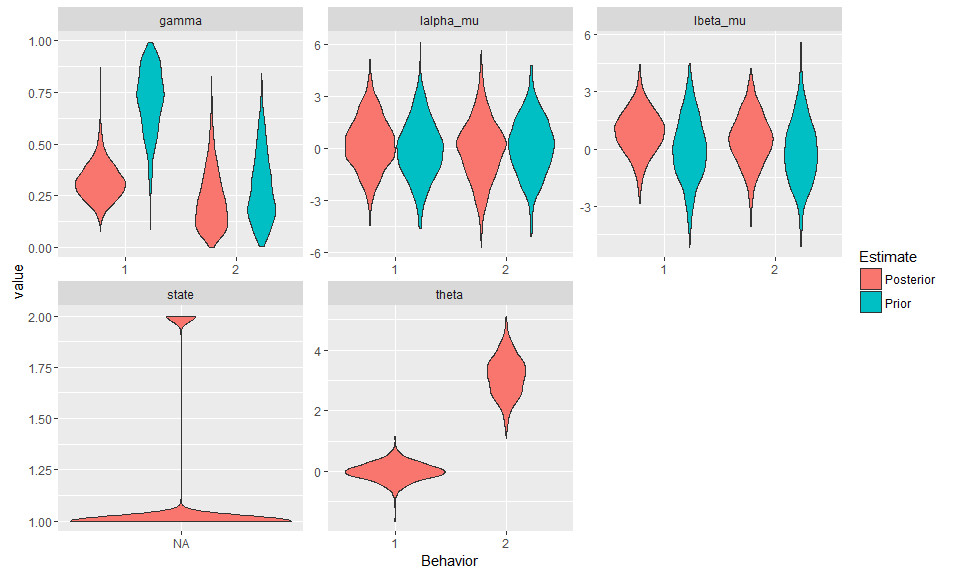 gamma
lalpha_mu
lbeta_mu
1.00
0.75
0.50
0.25
0.00
6
3
0
-3
-6
6
3
0
-3
1 2
1 2
1 2
value
state
theta
2.00
1.75
1.50
1.25
1.00
4
2
0
NA
1 2
Behavior
Estimate
Posterior
Prior